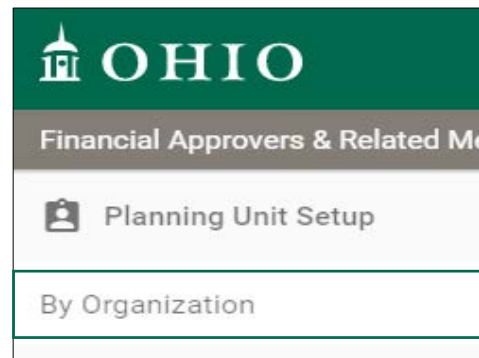 OHIO
Financial Approvers & Related
Planning Unit Setup
By Organization